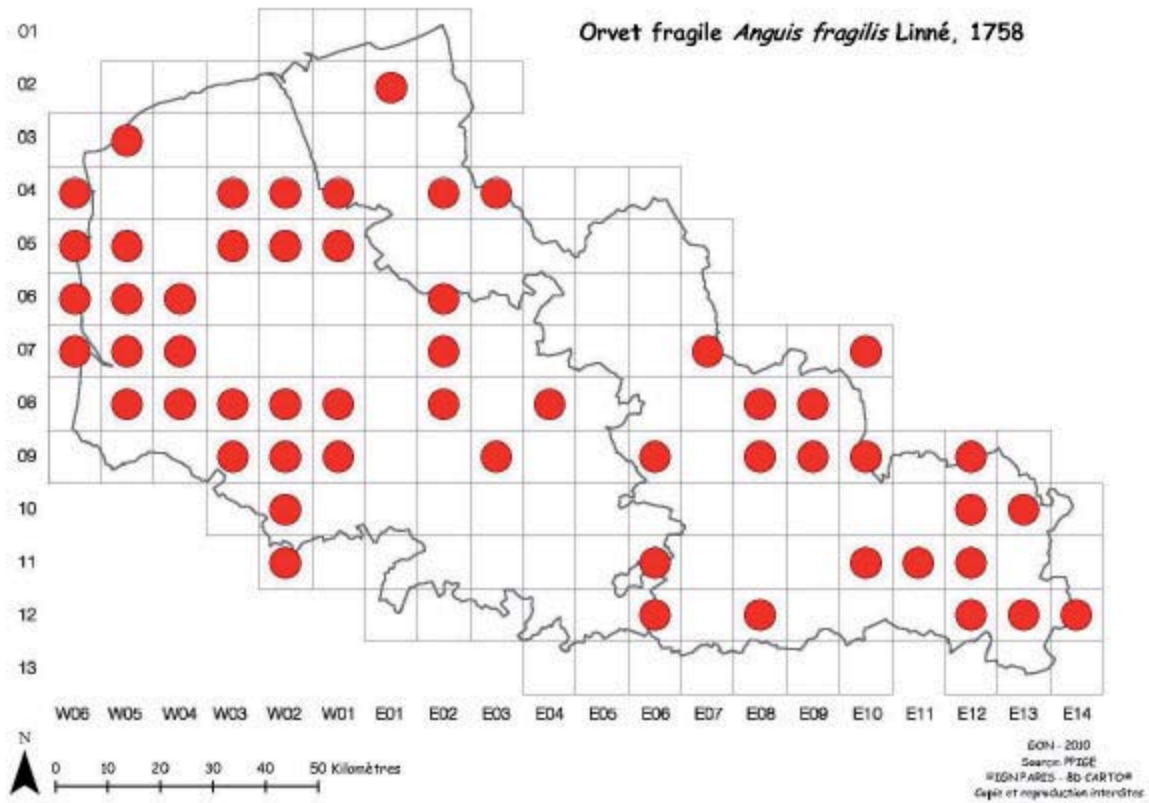 Orvet fragile Anguis fragilis Linné, 1758
01
02
03
04
05
06
07
08
09
10
11
12
13
W06 W05 W04 W03 W02 W01 E01 E02 E03 E04 E05 E06 E07 E08 E09 E10 E11 E12 E13 E14
N
0 10 20 30 40 50 Kilomètres
GON - 2010
Source: PPIGE
©IGN PARIS - BD CARTO®
Copie et reproduction interdites